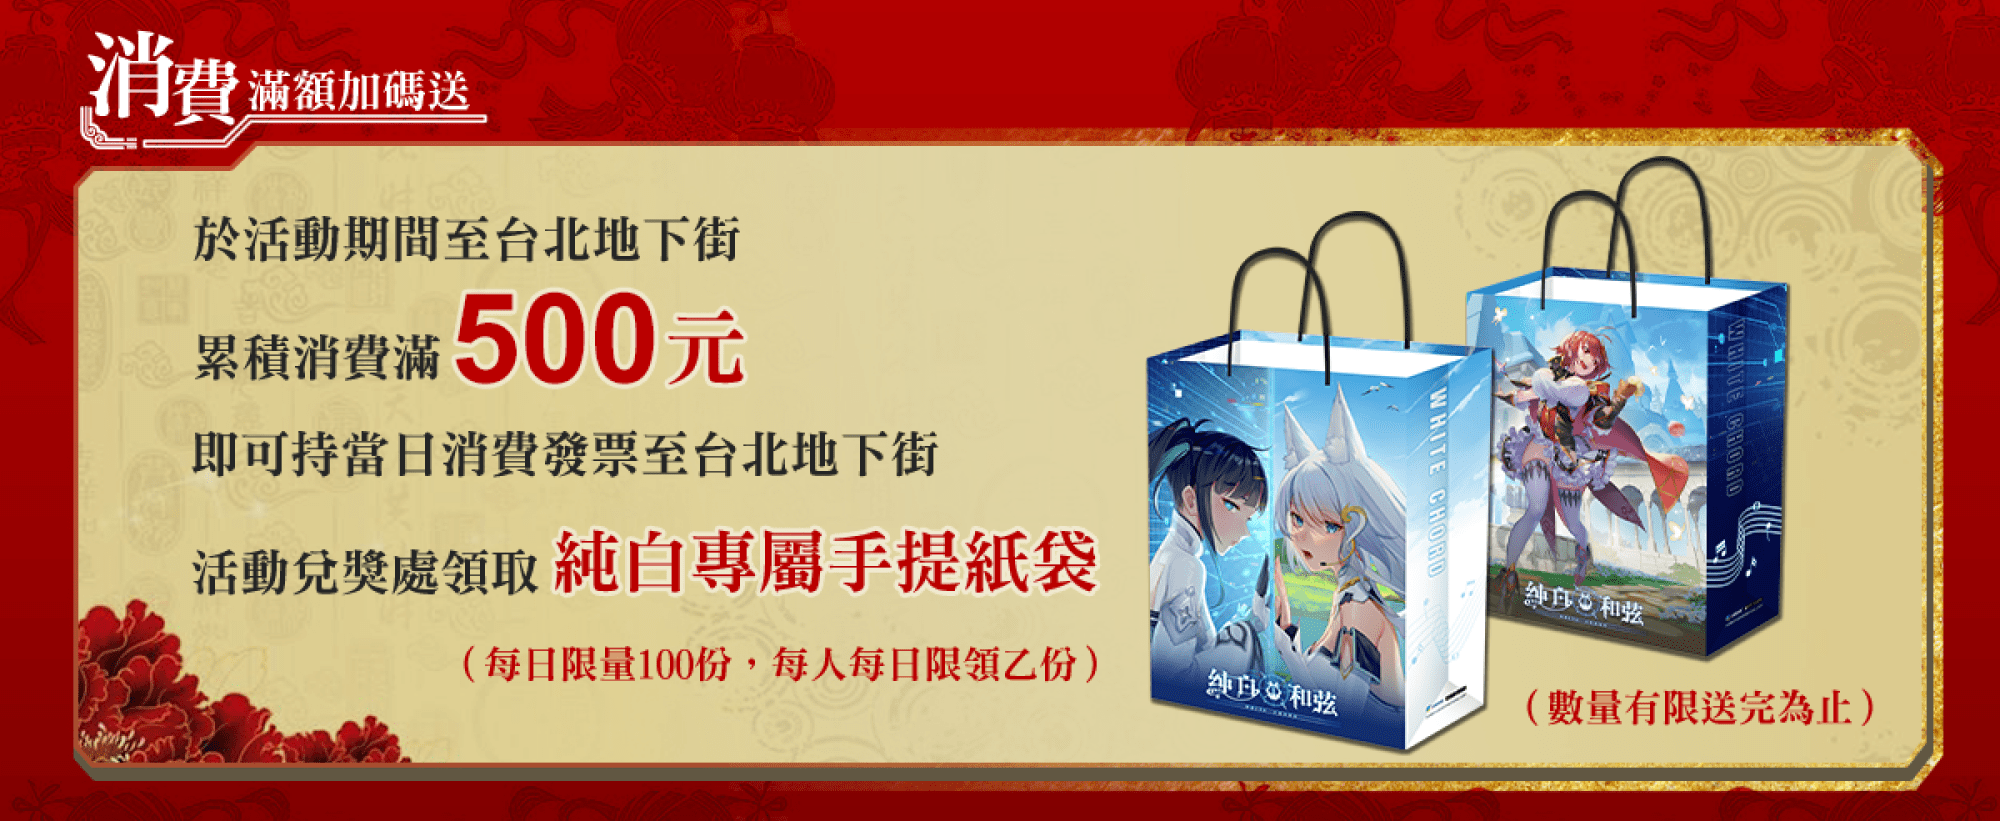 消費滿額加碼送
於活動期間至台北地下街
累積消費滿500元
即可持當日消費發票至台北地下街
活動兌獎處領取 純白專屬手提紙袋
（每日限量100份，每人每日限領乙份）
WHITE CHORD
純白和弦
WHITE CHORD
純白和弦
（數量有限送完為止）